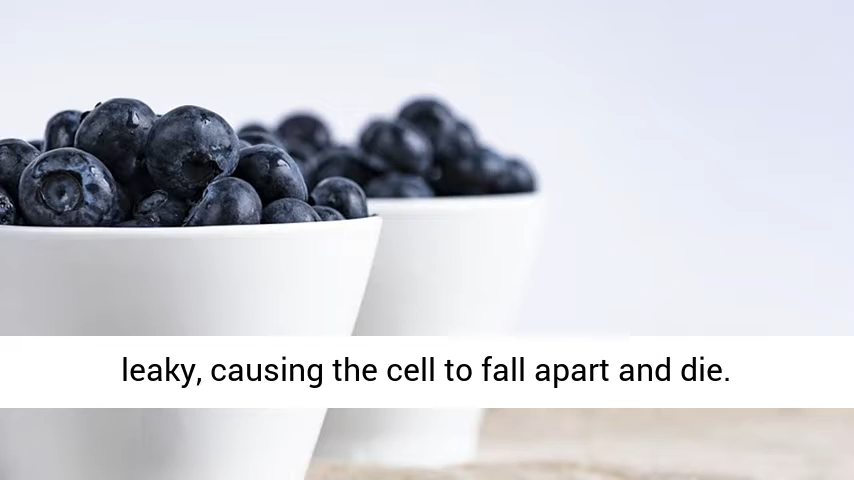 leaky, causing the cell to fall apart and die.